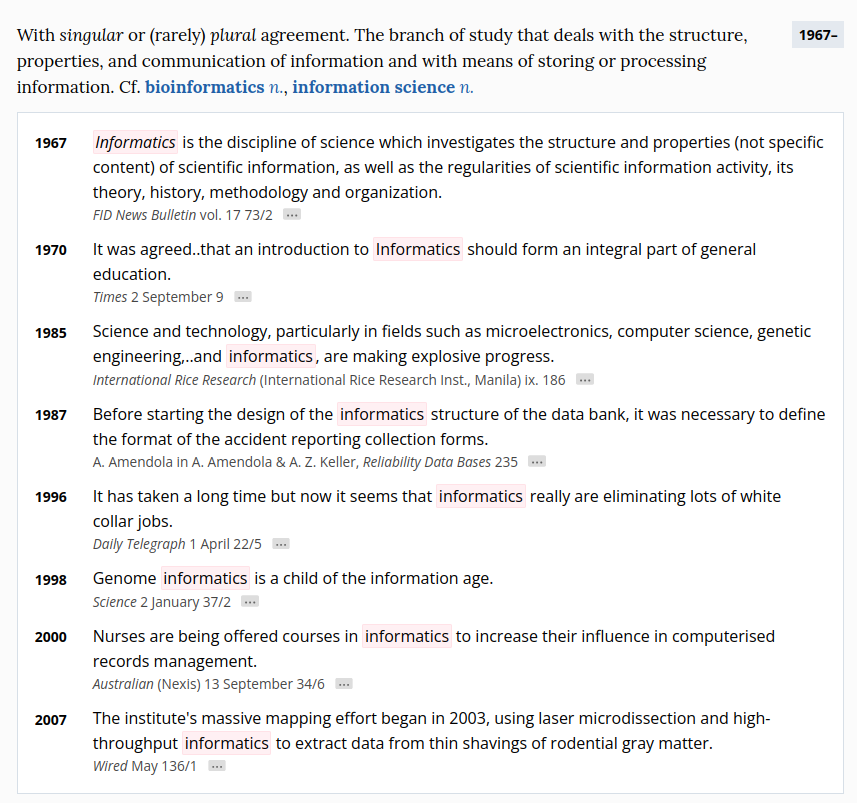 With singular or (rarely) plural agreement. The branch of study that deals with the structure,
1967–
properties, and communication of information and with means of storing or processing
information. Cf. bioinformatics n., information science n.
1967 Informatics is the discipline of science which investigates the structure and properties (not specific
content) of scientific information, as well as the regularities of scientific information activity, its
theory, history, methodology and organization.
FID News Bulletin vol. 17 73/2 ...
1970 It was agreed..that an introduction to Informatics should form an integral part of general
education.
Times 2 September 9 ...
1985 Science and technology, particularly in fields such as microelectronics, computer science, genetic
engineering,..and informatics, are making explosive progress.
International Rice Research (International Rice Research Inst., Manila) ix. 186 ...
1987 Before starting the design of the informatics structure of the data bank, it was necessary to define
the format of the accident reporting collection forms.
A. Amendola in A. Amendola & A. Z. Keller, Reliability Data Bases 235 ...
1996 It has taken a long time but now it seems that informatics really are eliminating lots of white
collar jobs.
Daily Telegraph 1 April 22/5 ...
1998 Genome informatics is a child of the information age.
Science 2 January 37/2 ...
2000 Nurses are being offered courses in informatics to increase their influence in computerised
records management.
Australian (Nexis) 13 September 34/6 ...
2007 The institute's massive mapping effort began in 2003, using laser microdissection and high-
throughput informatics to extract data from thin shavings of rodential gray matter.
Wired May 136/1 ...